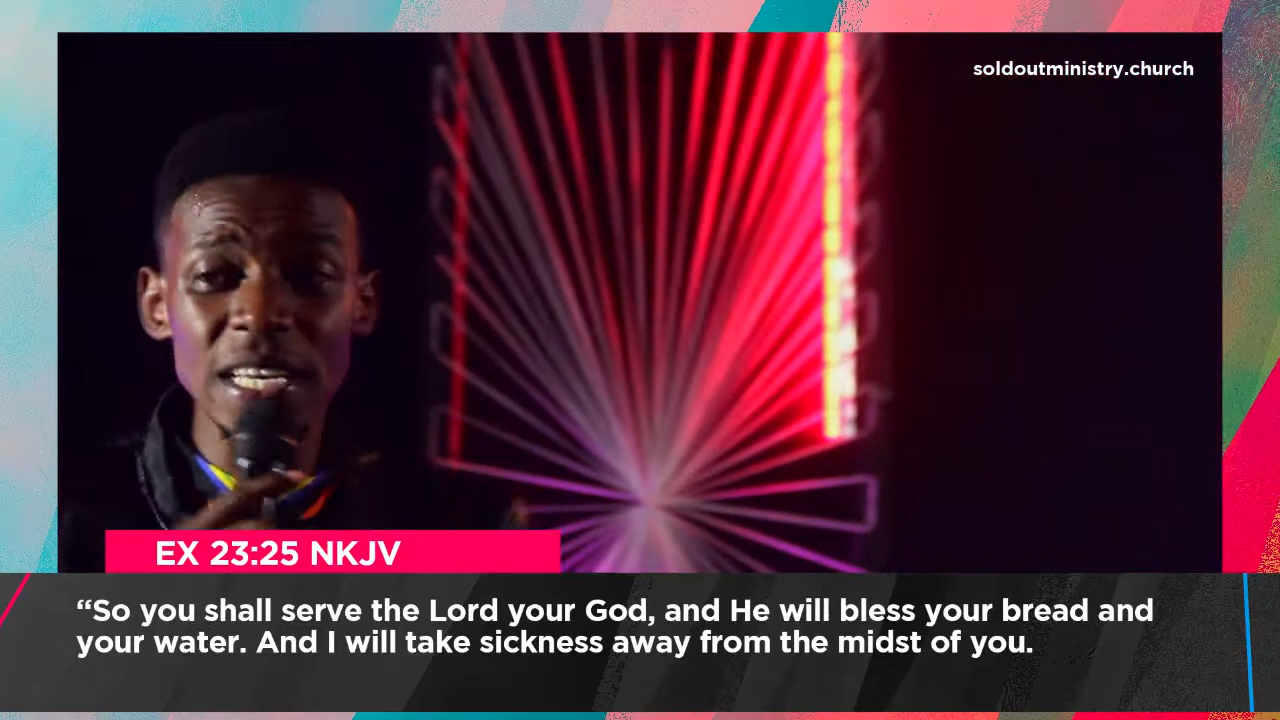 soldoutministry.church
EX 23:25 NKJV
“So you shall serve the Lord your God, and He will bless your bread and
your water. And I will take sickness away from the midst of you.